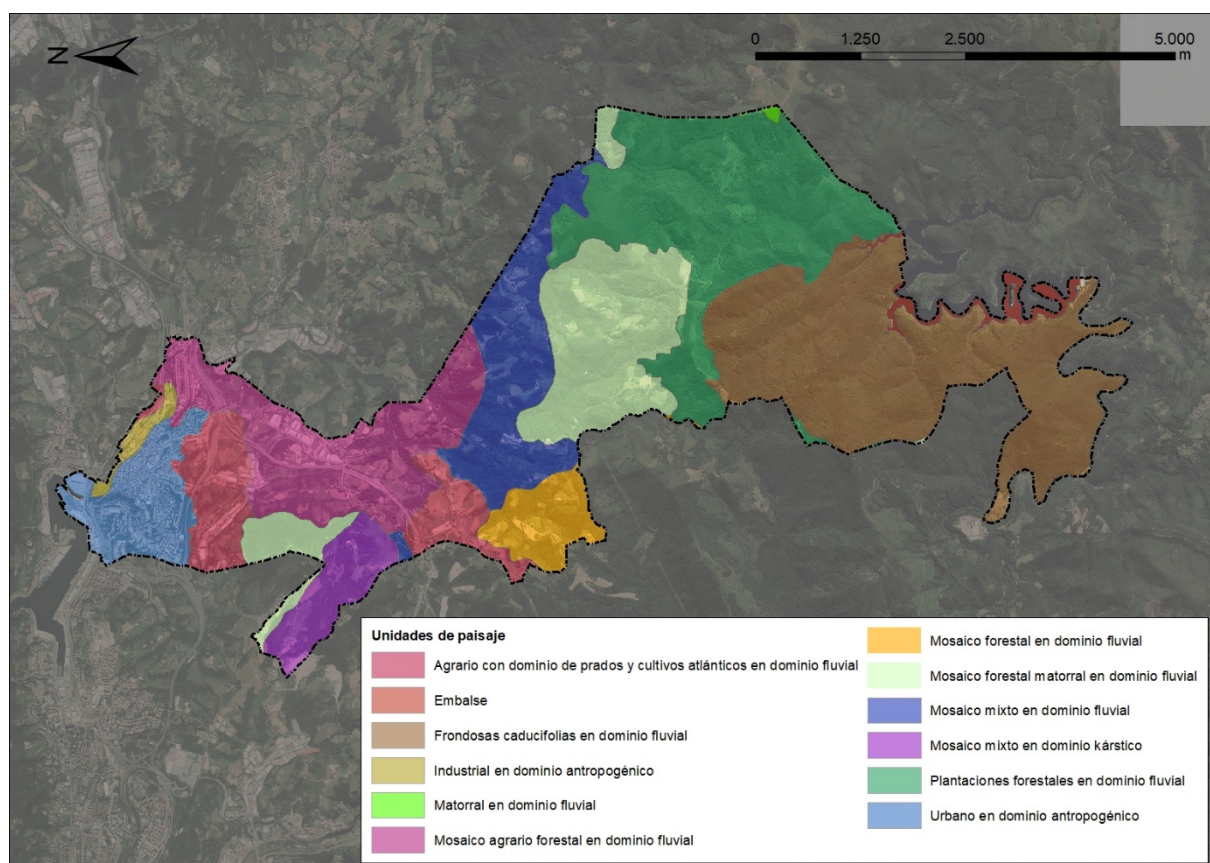 N
0 1.250 2.500 5.000
m
Unidades de paisaje
Agrario con dominio de prados y cultivos atlánticos en dominio fluvial
Embalse
Frondosas caducifolias en dominio fluvial
Industrial en dominio antropogénico
Matorral en dominio fluvial
Mosaico agrario forestal en dominio fluvial
Mosaico forestal en dominio fluvial
Mosaico forestal matorral en dominio fluvial
Mosaico mixto en dominio fluvial
Mosaico mixto en dominio kárstico
Plantaciones forestales en dominio fluvial
Urbano en dominio antropogénico